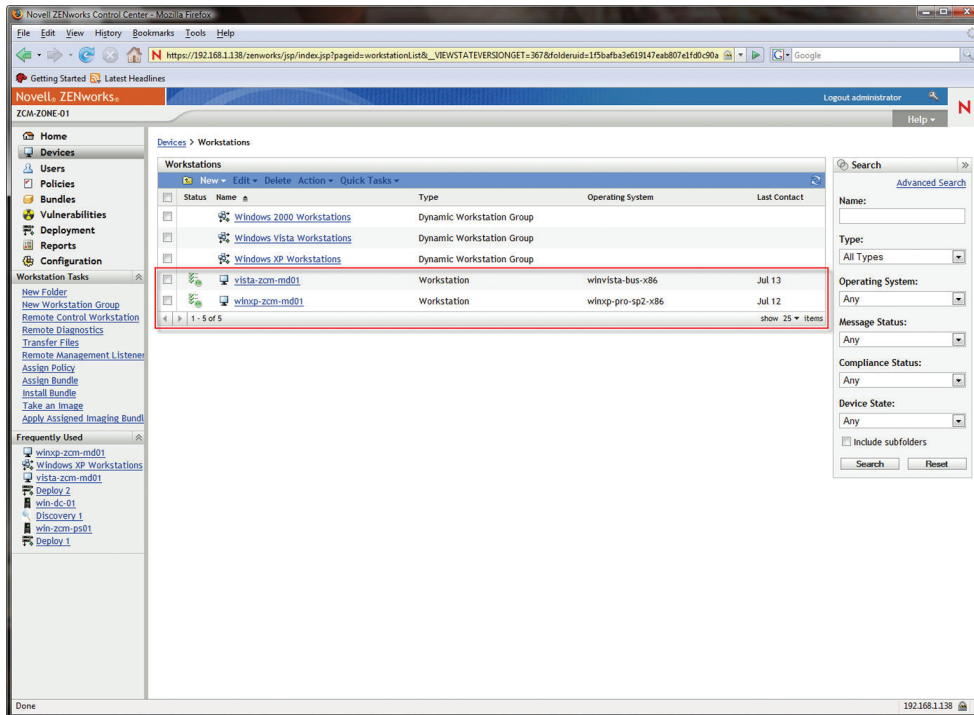 Novell ZENworks Control Center - Mozilla Firefox
File Edit View History Bookmarks Tools Help
https://192.168.1.138/zenworks/jsp/index.jsp?pageid=workstationList&__VIEWSTATEVERSIONGET=367&folderuid=1f5bafba3e619147eab807e1fd0c90a
Google
Getting Started Latest Headlines
Novell® ZENworks®
Logout administrator
ZCM-ZONE-01
N
Help
Home
Devices
Users
Policies
Bundles
Vulnerabilities
Deployment
Reports
Configuration
Workstation Tasks
New Folder
New Workstation Group
Remote Control Workstation
Remote Diagnostics
Transfer Files
Remote Management Listener
Assign Policy
Assign Bundle
Install Bundle
Take an Image
Apply Assigned Imaging Bundl
Frequently Used
winxp-zcm-md01
Windows XP Workstations
vista-zcm-md01
Deploy 2
win-dc-01
Discovery 1
win-zcm-ps01
Deploy 1
Devices > Workstations
Workstations
New Edit Delete Action Quick Tasks
Status Name Type Operating System Last Contact
Windows 2000 Workstations Dynamic Workstation Group
Windows Vista Workstations Dynamic Workstation Group
Windows XP Workstations Dynamic Workstation Group
vista-zcm-md01 Workstation winvista-bus-x86 Jul 13
winxp-zcm-md01 Workstation winxp-pro-sp2-x86 Jul 12
1 - 5 of 5 show 25 items
Search
Advanced Search
Name:
Type:
All Types
Operating System:
Any
Message Status:
Any
Compliance Status:
Any
Device State:
Any
Include subfolders
Search Reset
Done 192.168.1.138